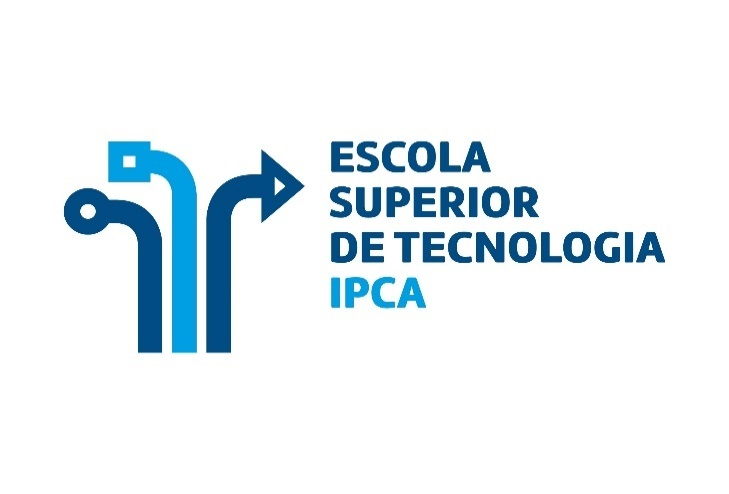 ESCOLA
SUPERIOR
DE TECNOLOGIA
IPCA